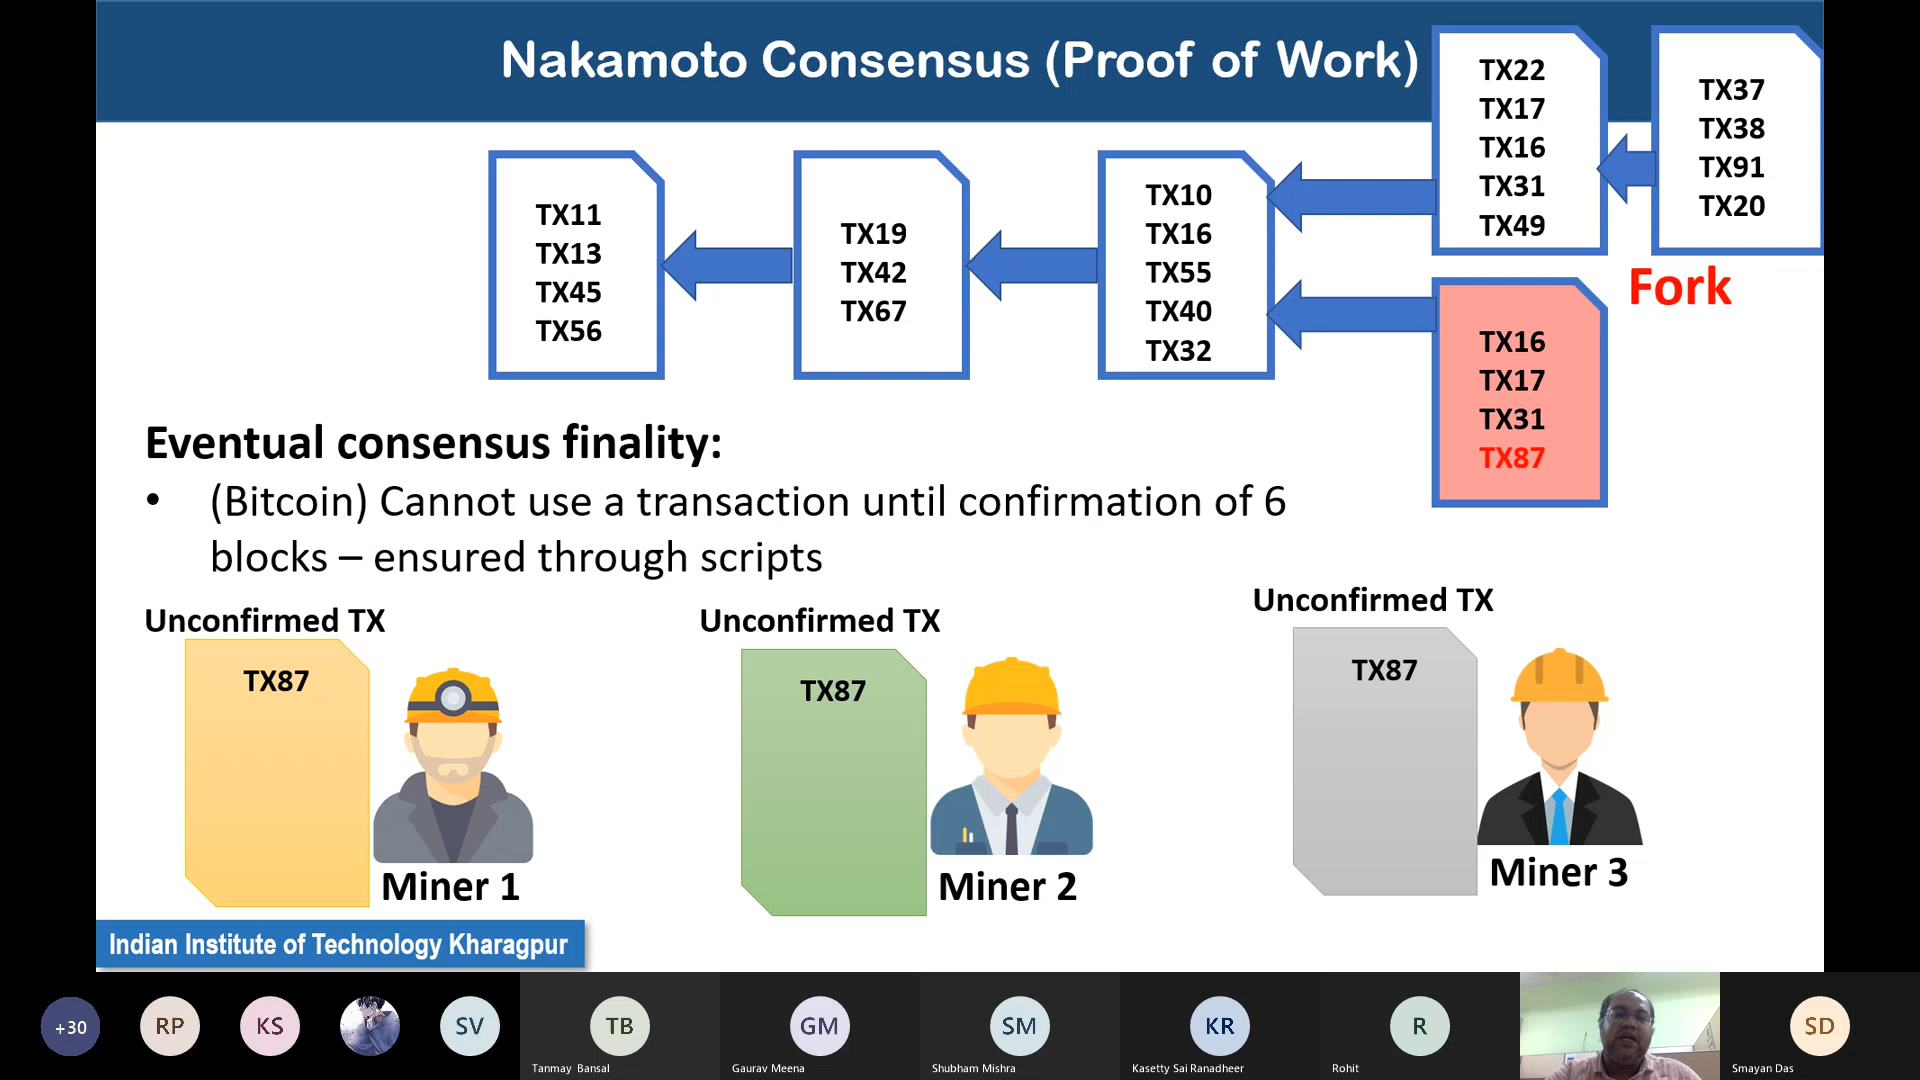 Nakamoto Consensus (Proof of Work)
TX11
TX13
TX45
TX56
TX19
TX42
TX67
TX10
TX16
TX55
TX40
TX32
TX22
TX17
TX16
TX31
TX49
TX37
TX38
TX91
TX20
Fork
TX16
TX17
TX31
TX87
Eventual consensus finality:
• (Bitcoin) Cannot use a transaction until confirmation of 6
blocks – ensured through scripts
Unconfirmed TX
TX87
Miner 1
Unconfirmed TX
TX87
Miner 2
Unconfirmed TX
TX87
Miner 3
Indian Institute of Technology Kharagpur
+30
RP
KS
SV
TB
Tanmay Bansal
GM
Gaurav Meena
SM
Shubham Mishra
KR
Kasetty Sai Ranadheer
R
Rohit
SD
Smayan Das